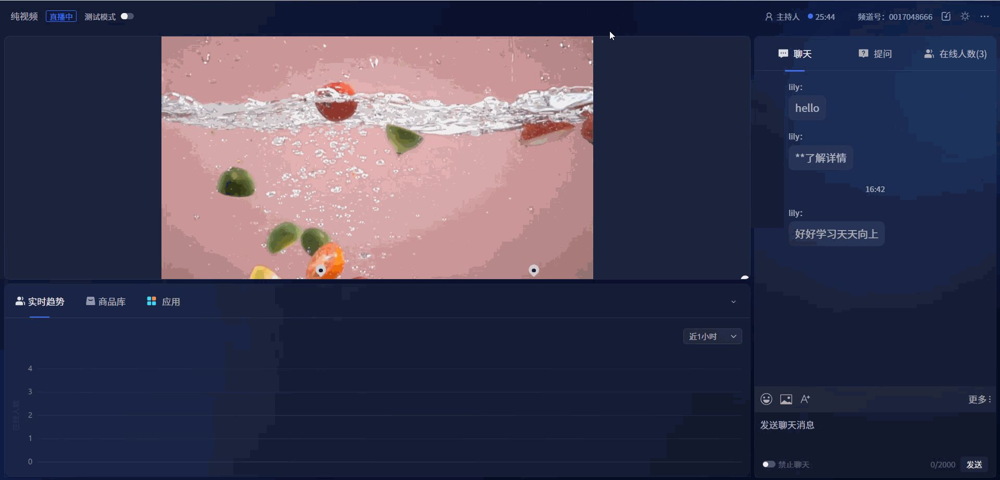 纯视频 直播中 测试模式
主持人 25:44 频道号：0017048666
聊天 提问 在线人数(3)
lily:
hello
lily:
**了解详情
16:42
lily:
好好学习天天向上
实时趋势 商品库 应用
近1小时
4
3
2
1
0
在线人数
A+ 更多
发送聊天消息
禁止聊天 0/2000 发送